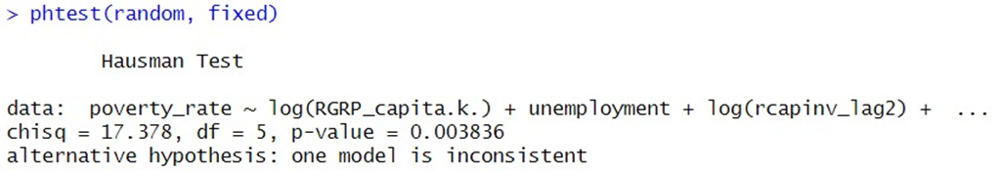 > phtest(random, fixed)
Hausman Test
data:  poverty_rate ~ log(RGRP_capita.k.) + unemployment + log(rcapinv_lag2) +  ...
chisq = 17.378, df = 5, p-value = 0.003836
alternative hypothesis: one model is inconsistent